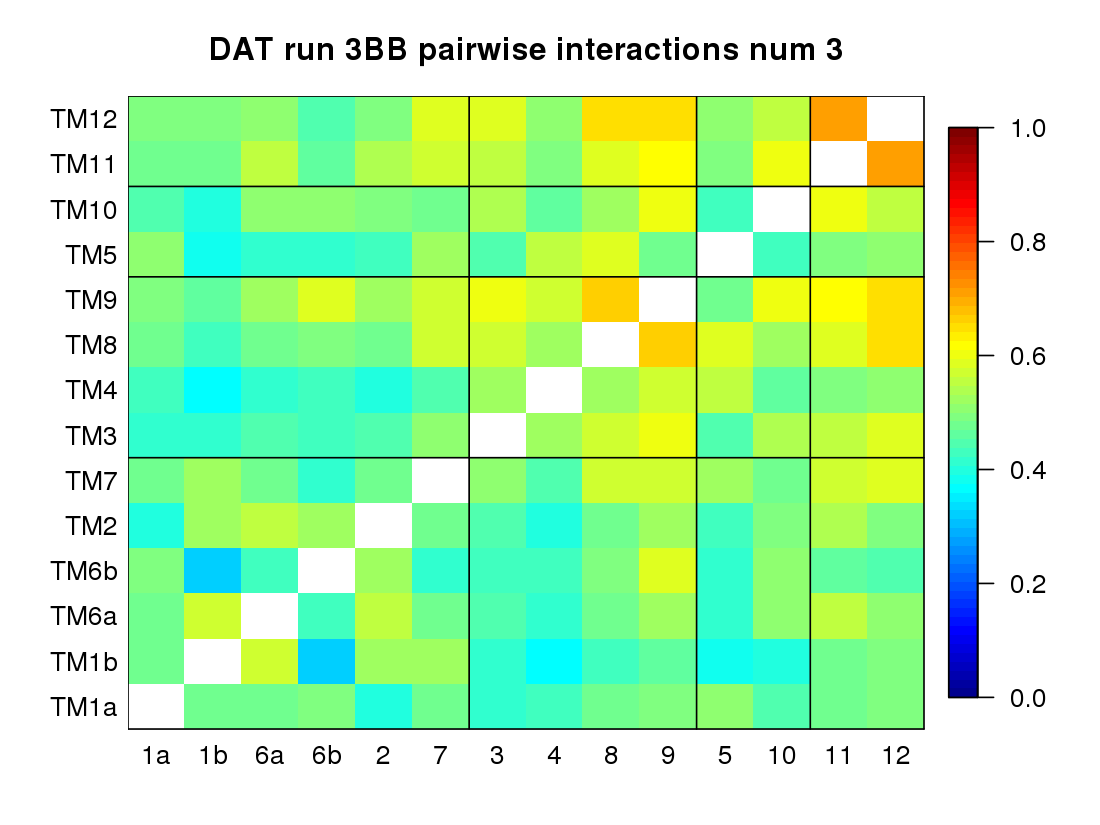 DAT run 3BB pairwise interactions num 3
TM12
TM11
TM10
TM5
TM9
TM8
TM4
TM3
TM7
TM2
TM6b
TM6a
TM1b
TM1a
1a 1b 6a 6b 2 7 3 4 8 9 5 10 11 12
1.0
0.8
0.6
0.4
0.2
0.0